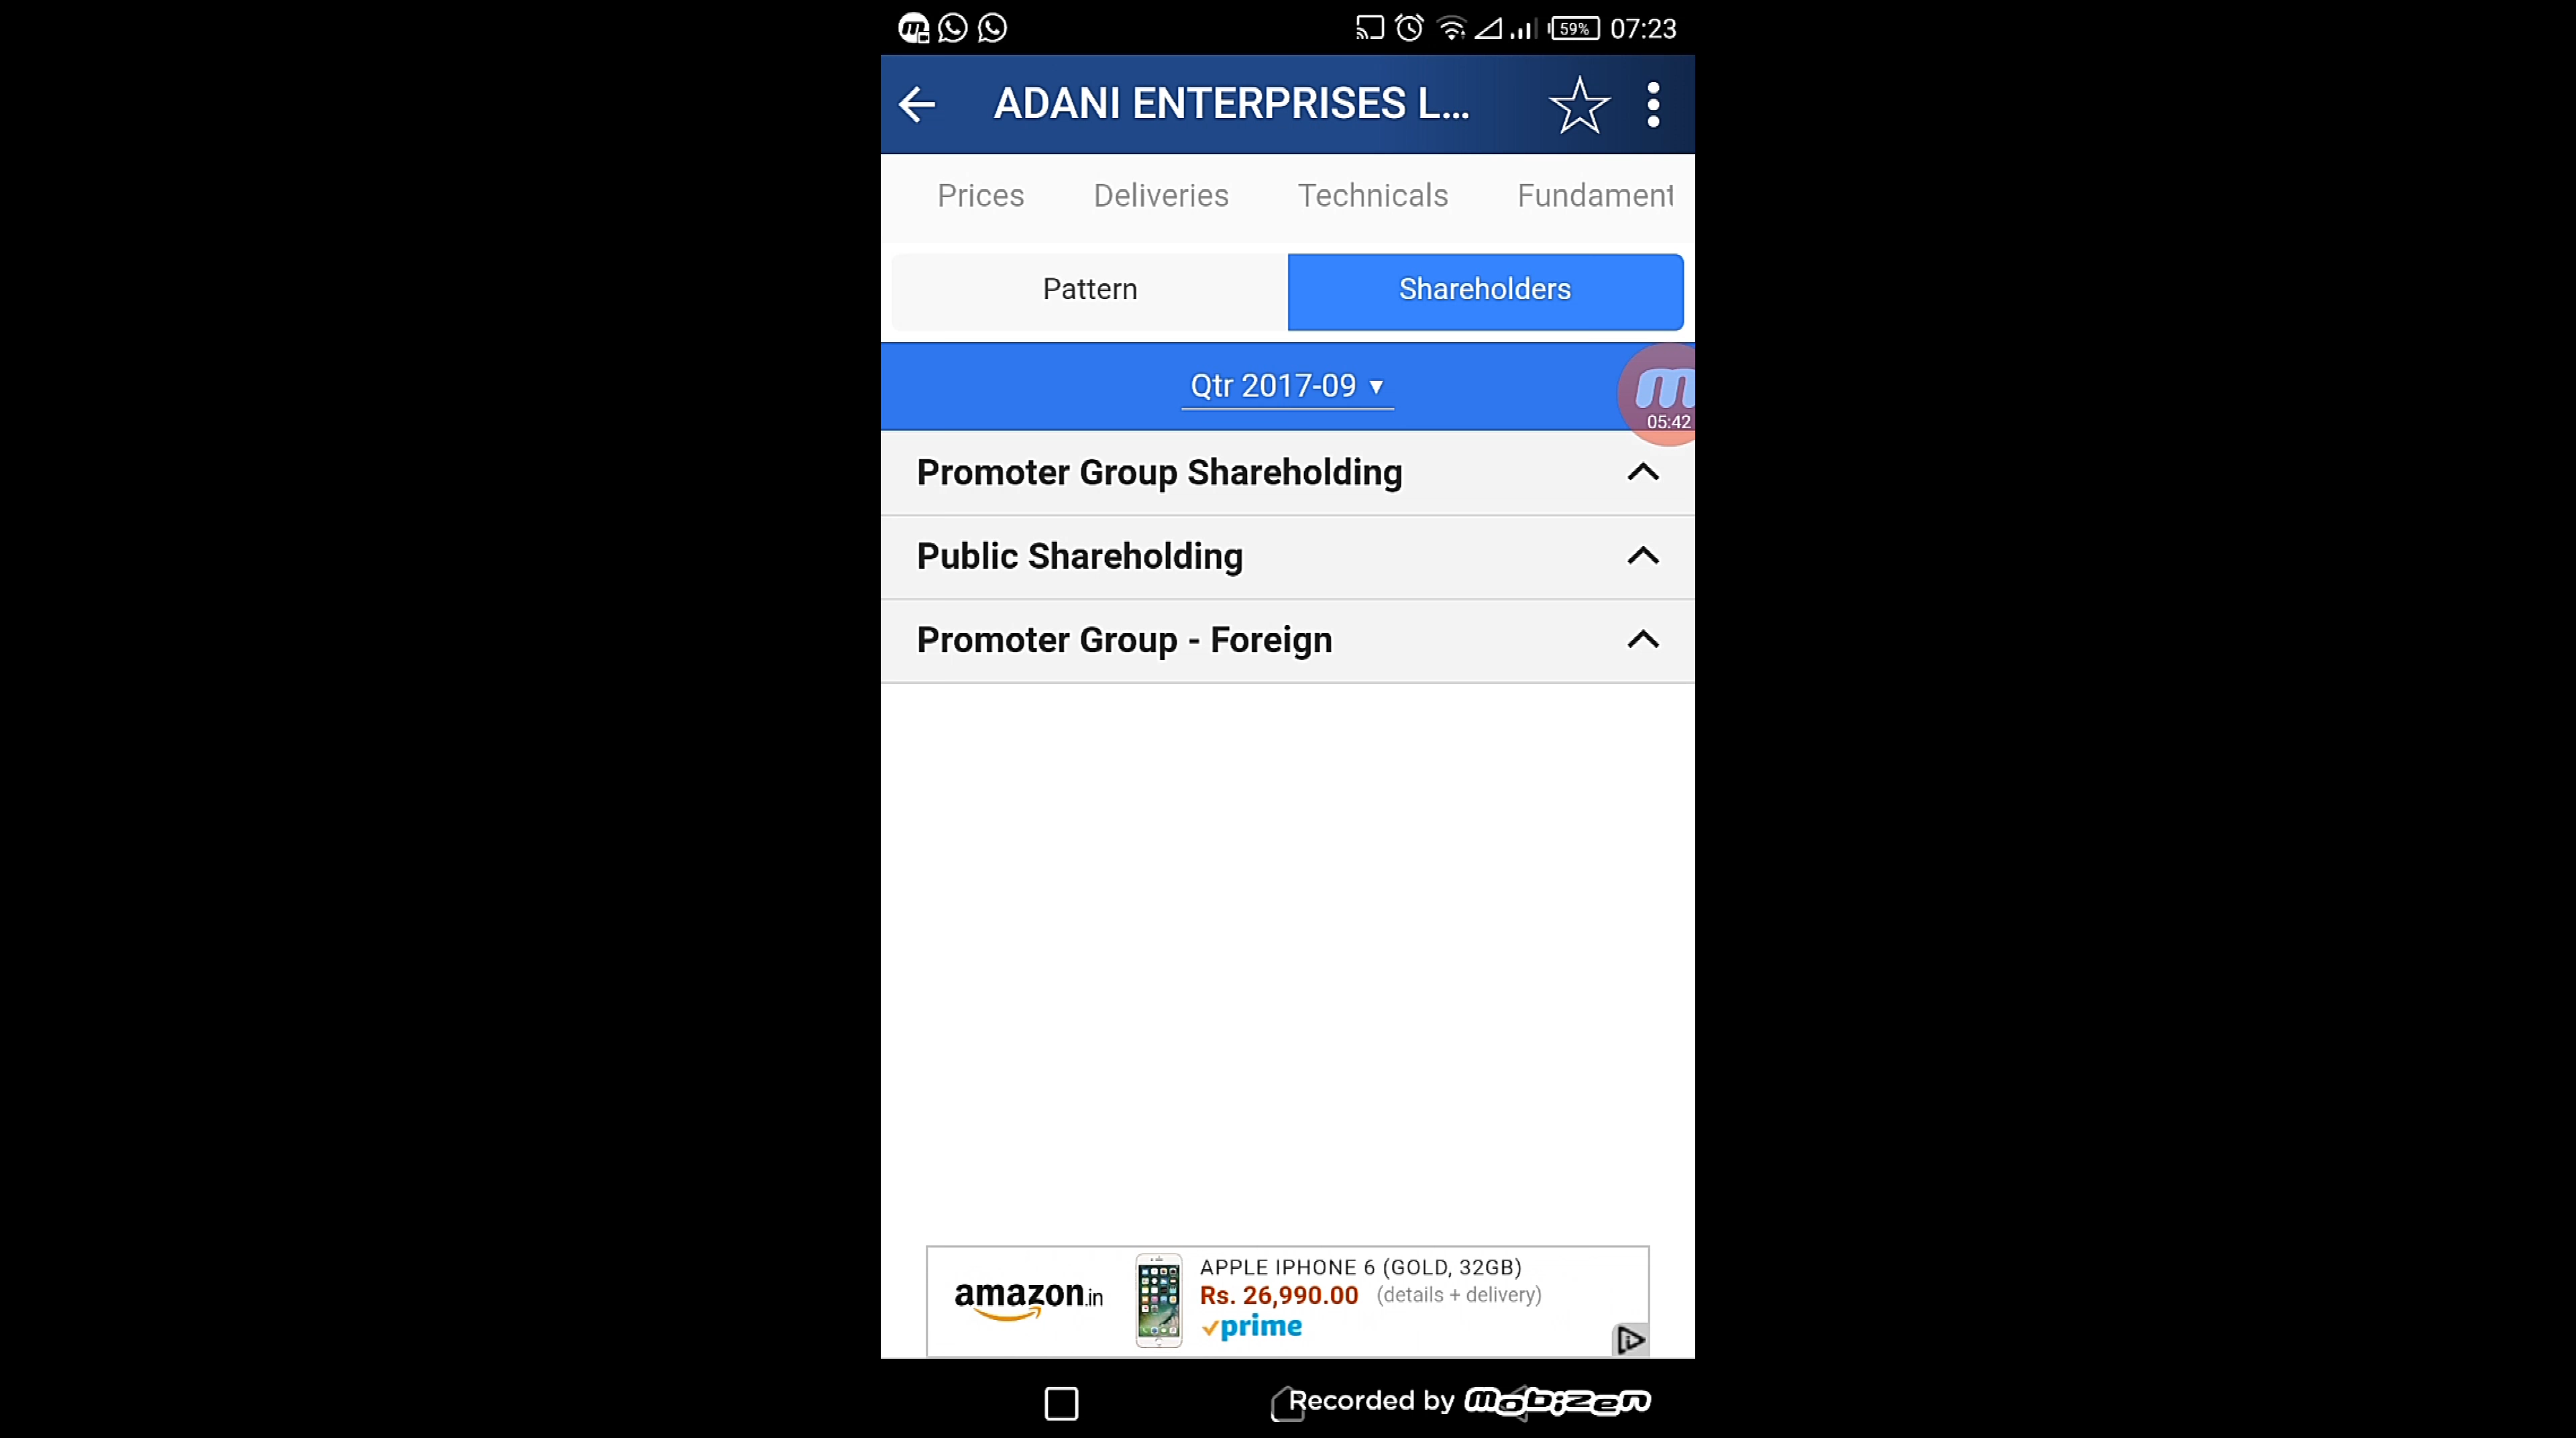 59% 07:23
ADANI ENTERPRISES L...
Prices Deliveries Technicals Fundament
Pattern Shareholders
Qtr 2017-09
05:42
Promoter Group Shareholding
Public Shareholding
Promoter Group - Foreign
amazon.in
APPLE IPHONE 6 (GOLD, 32GB)
Rs. 26,990.00 (details + delivery)
prime
Recorded by mobizen